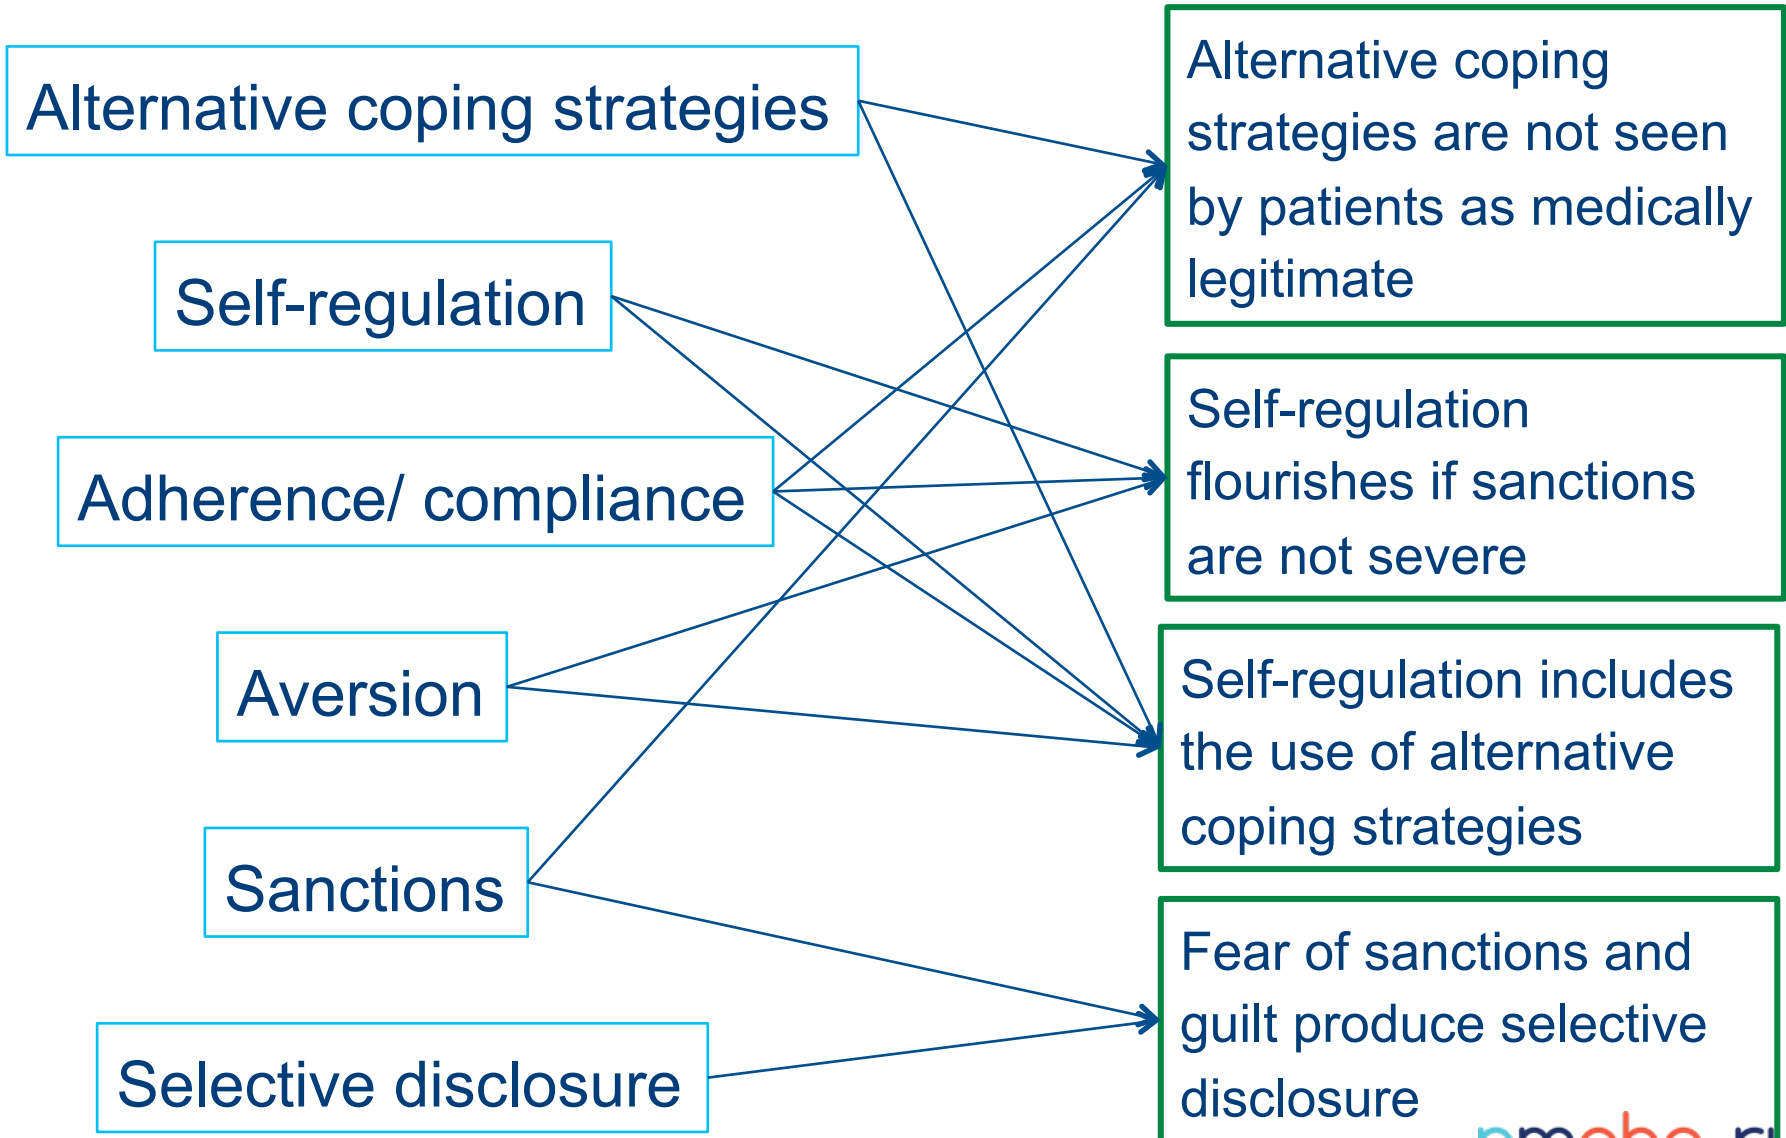 Alternative coping strategies
Self-regulation
Adherence/ compliance
Aversion
Sanctions
Selective disclosure
Alternative coping
strategies are not seen
by patients as medically
legitimate
Self-regulation
flourishes if sanctions
are not severe
Self-regulation includes
the use of alternative
coping strategies
Fear of sanctions and
guilt produce selective
disclosure